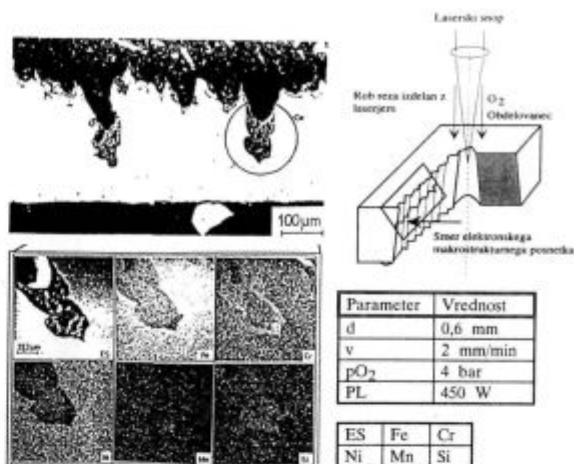 Laserski snop
Rob reza izdelan z
laserjem
O2
Obdelovanec
100µm
Smer elektronskega
makrostrukturnega posnetka
ES
Parameter Vrednost
d 0,6 mm
v 2 mm/min
pO2 4 bar
PL 450 W
ES Fe Cr
Ni Mn Si